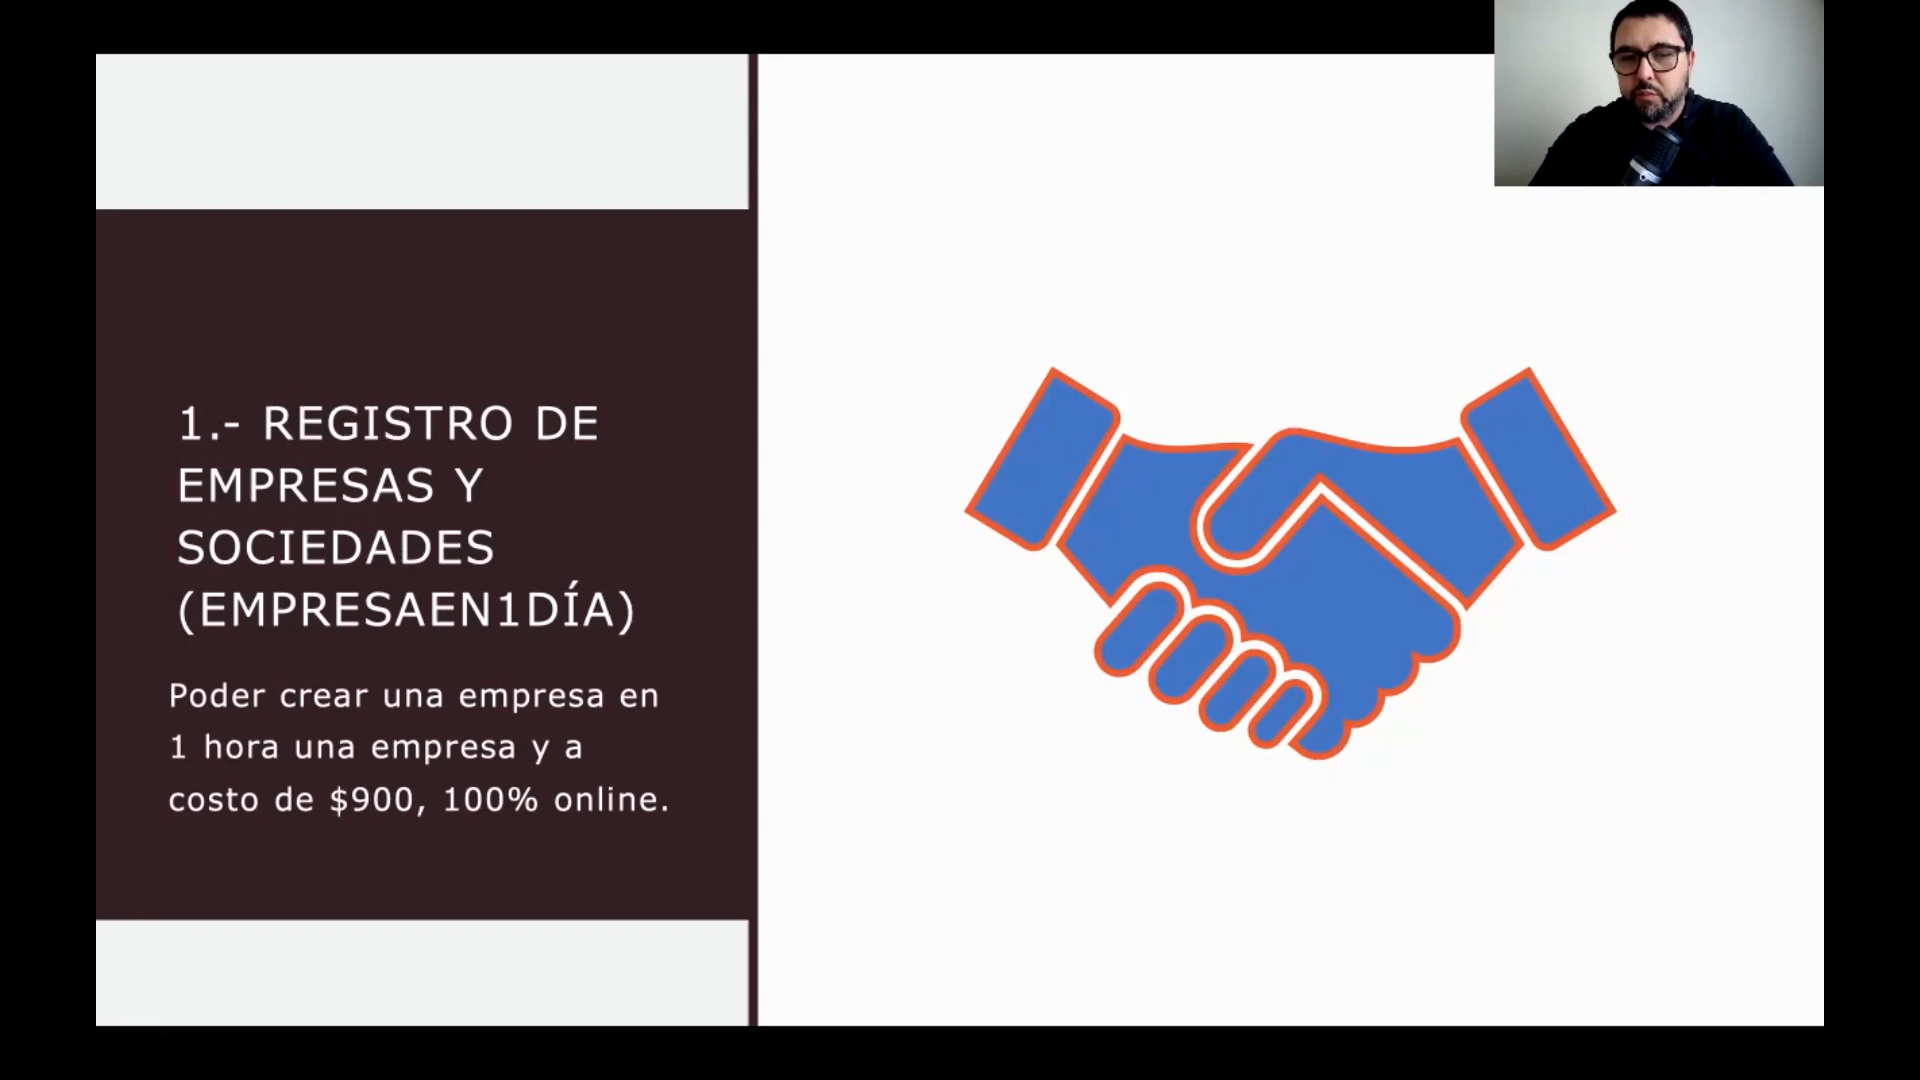 1.- REGISTRO DE
EMPRESAS Y
SOCIEDADES
(EMPRESAEN1DÍA)
Poder crear una empresa en
1 hora una empresa y a
costo de $900, 100% online.